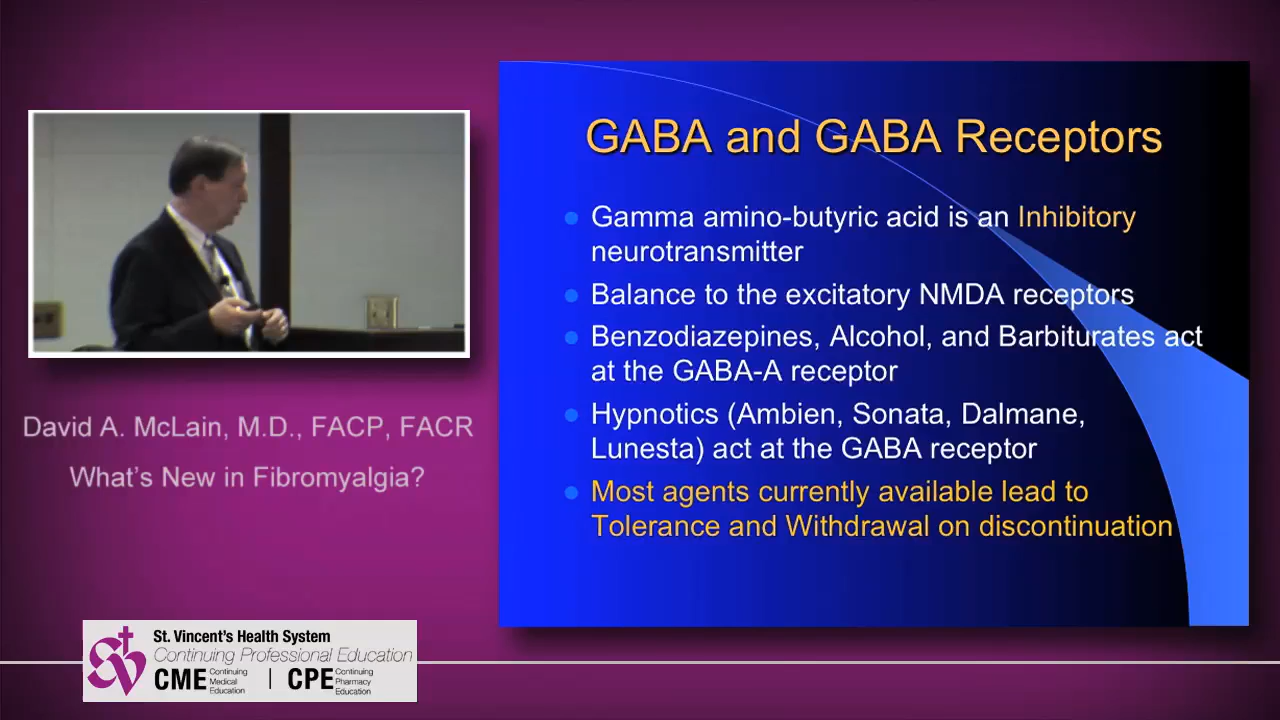 GABA and GABA Receptors
Gamma amino-butyric acid is an Inhibitory
neurotransmitter
Balance to the excitatory NMDA receptors
Benzodiazepines, Alcohol, and Barbiturates act
at the GABA-A receptor
Hypnotics (Ambien, Sonata, Dalmane,
Lunesta) act at the GABA receptor
Most agents currently available lead to
Tolerance and Withdrawal on discontinuation
David A. McLain, M.D., FACP, FACR
What's New in Fibromyalgia?
St. Vincent's Health System
Continuing Professional Education
CME Continuing Medical Education | CPE Continuing Pharmacy Education